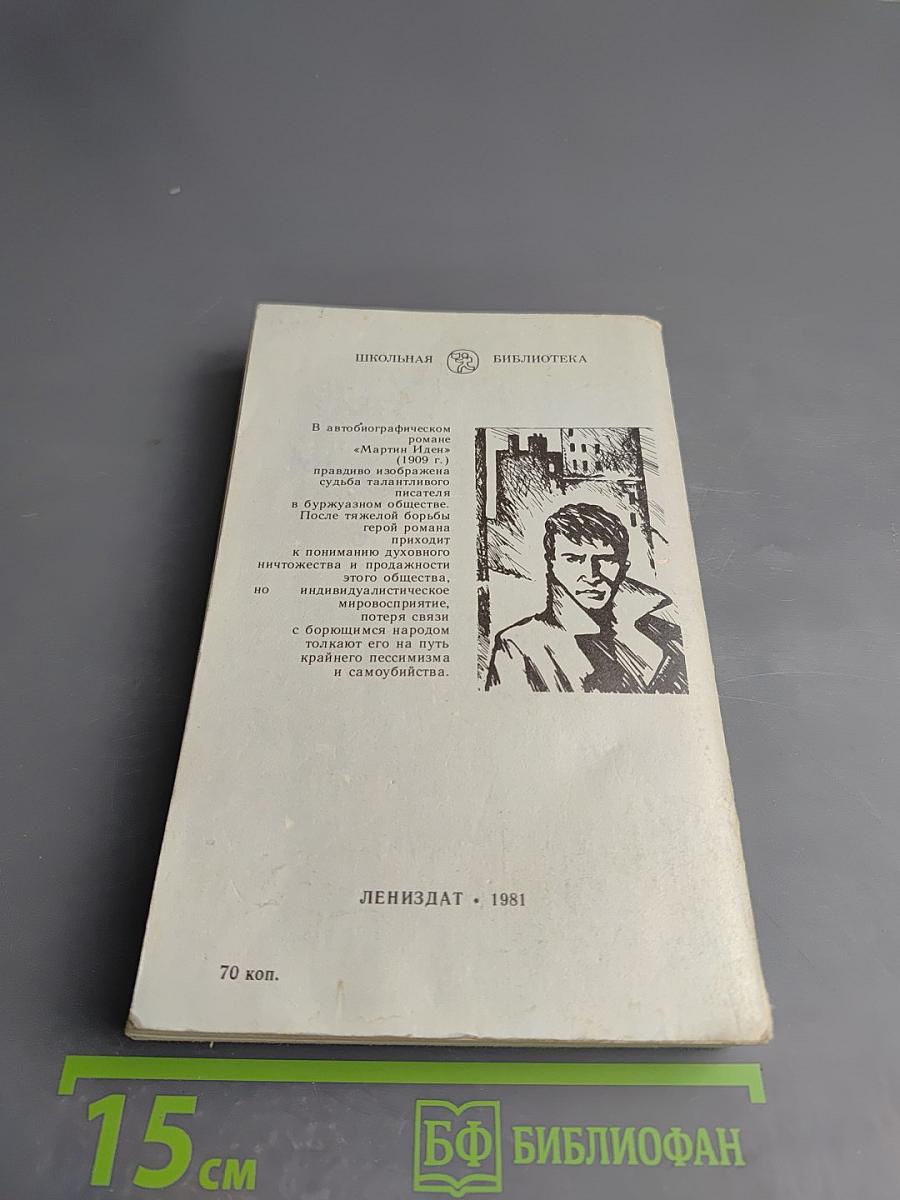 ШКОЛЬНАЯ БИБЛИОТЕКА
В автобиографическом
романе
«Мартин Иден»
(1909 г.)
правдиво изображена
судьба талантливого
писателя
в буржуазном обществе.
После тяжелой борьбы
герой романа
приходит
к пониманию духовного
ничтожества и продажности
этого общества,
но индивидуалистическое
мировосприятие,
потеря связи
с борющимся народом
толкают его на путь
крайнего пессимизма
и самоубийства.
ЛЕНИЗДАТ • 1981
70 коп.
15 см
БФ БИБЛИОФАН